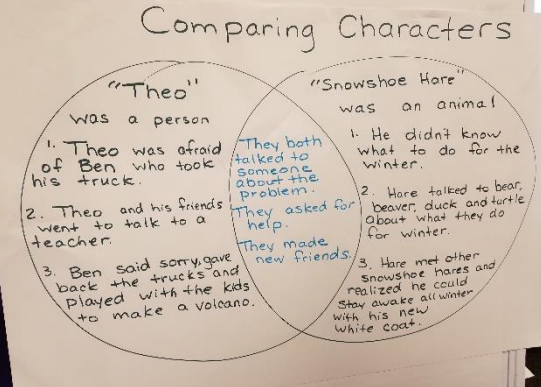 Comparing Characters
"Theo"
was a person
1. Theo was afraid
of Ben who took
his truck.
2. Theo and his friends
went to talk to a
teacher.
3. Ben said sorry, gave
back the trucks and
played with the kids
to make a volcano.
They both
talked to
someone
about the
problem.
They asked for
help.
They made
new friends.
"Snowshoe Hare"
was an animal
1. He didn't know
what to do for the
winter.
2. Hare talked to bear,
beaver, duck and turtle
about what they do
for winter.
3. Hare met other
snowshoe hares and
realized he could
stay awake all winter
with his new
white coat.